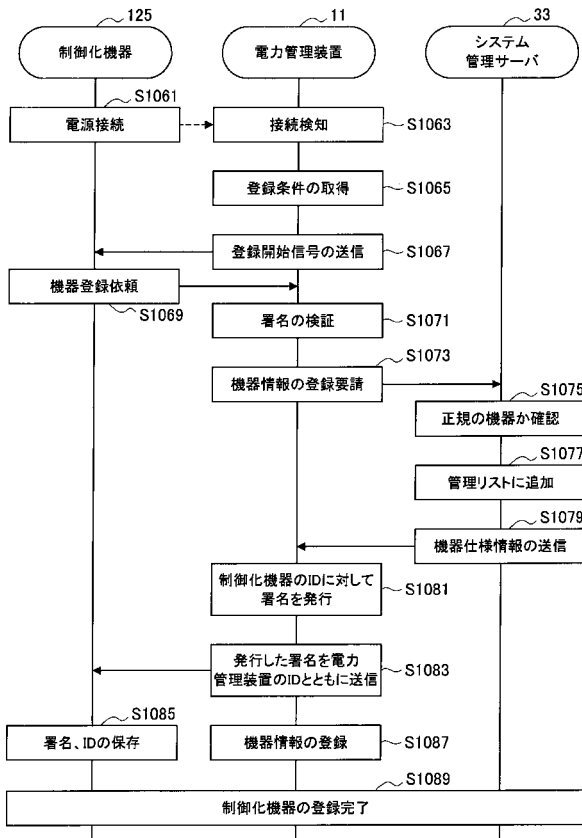 125
11
33
制御化機器
電力管理装置
システム
管理サーバ
S1061
電源接続
接続検知
S1063
登録条件の取得
S1065
登録開始信号の送信
S1067
機器登録依頼
S1069
署名の検証
S1071
S1073
機器情報の登録要請
S1075
正規の機器か確認
S1077
管理リストに追加
S1079
機器仕様情報の送信
制御化機器のIDに対して
署名を発行
S1081
発行した署名を電力
管理装置のIDとともに送信
S1083
S1085
署名、IDの保存
機器情報の登録
S1087
S1089
制御化機器の登録完了